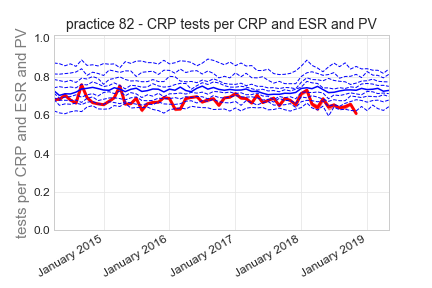 practice 82 - CRP tests per CRP and ESR and PV
tests per CRP and ESR and PV
1.0
0.8
0.6
0.4
0.2
0.0
January 2015
January 2016
January 2017
January 2018
January 2019